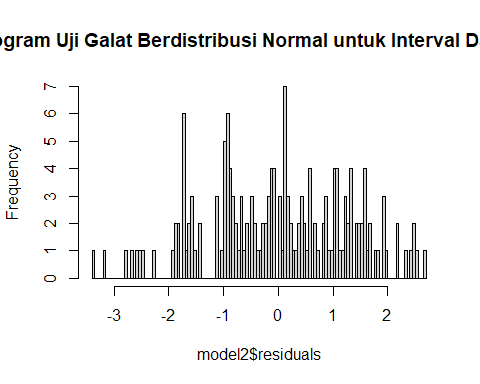 ogram Uji Galat Berdistribusi Normal untuk Interval D
Frequency
7
6
5
4
3
2
1
0
-3 -2 -1 0 1 2
model2$residuals